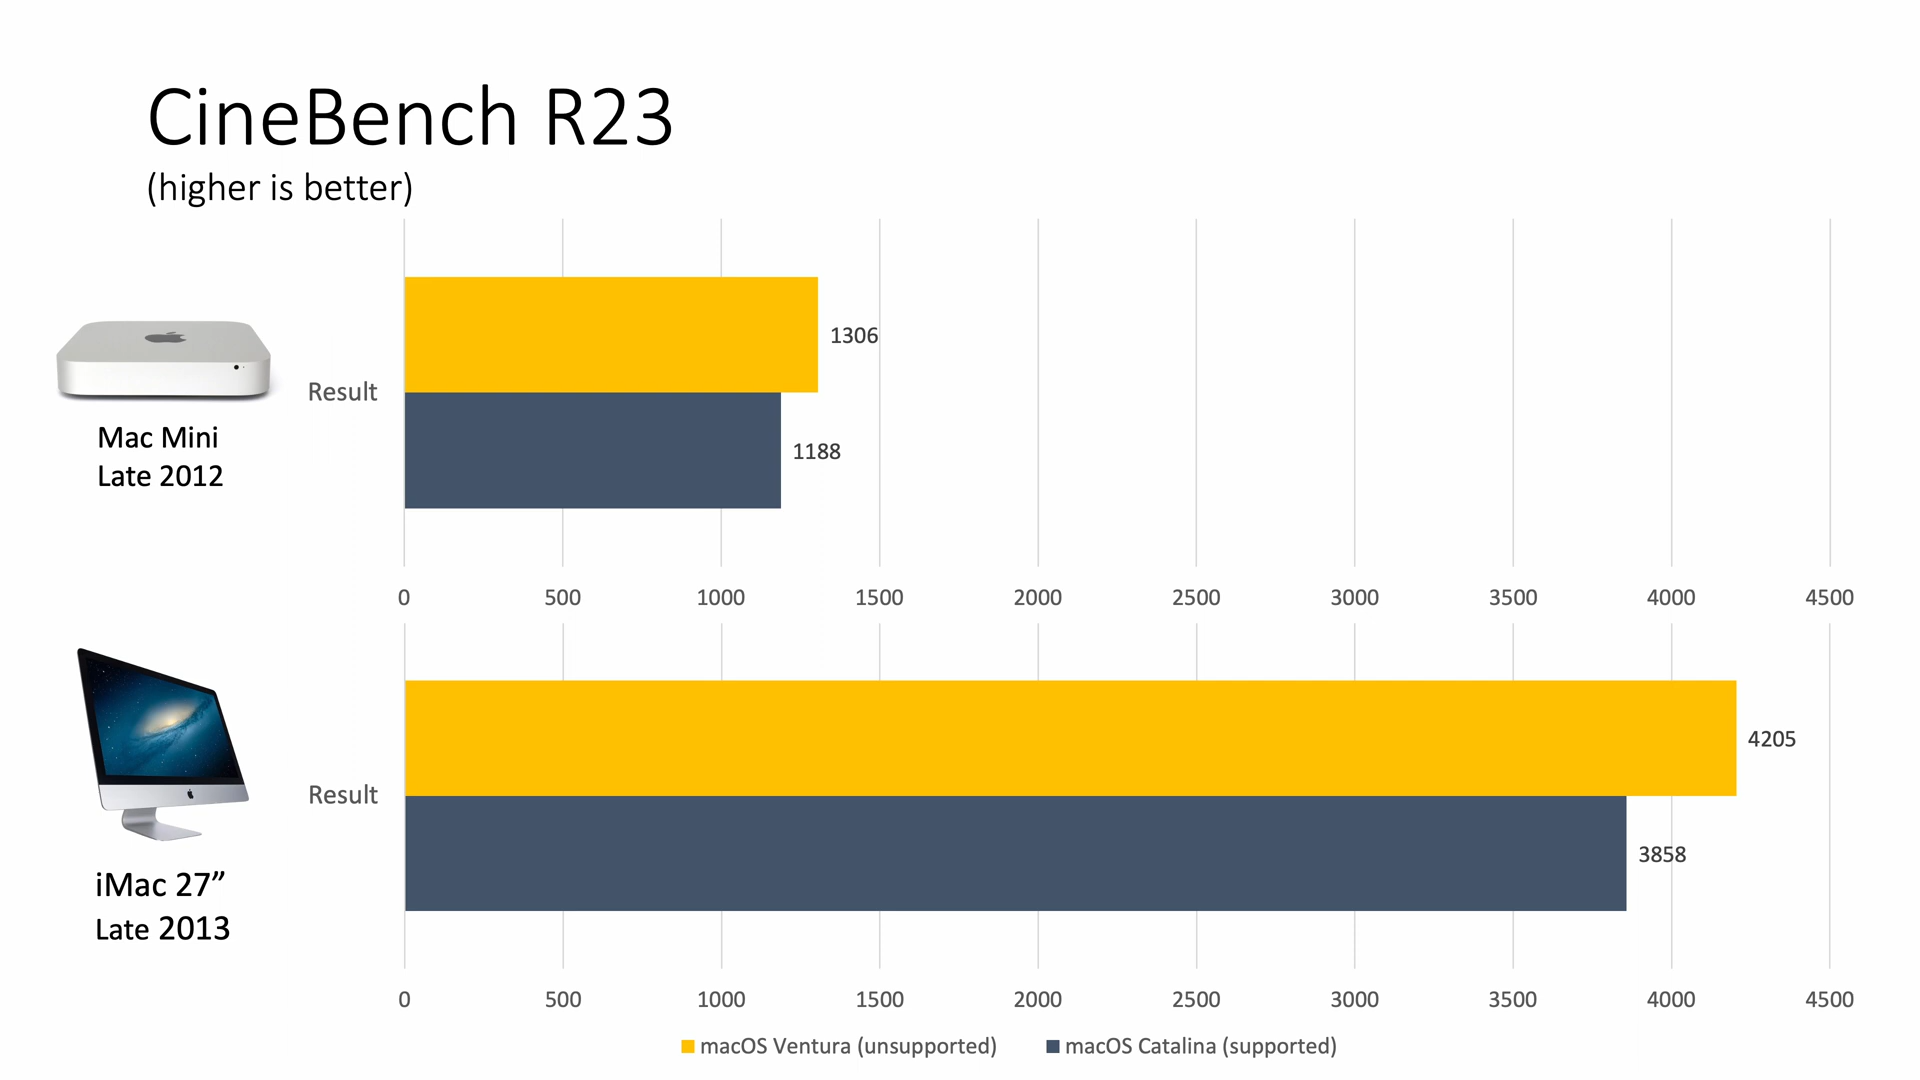 CineBench R23
(higher is better)
1306
Result
1188
Mac Mini
Late 2012
0 500 1000 1500 2000 2500 3000 3500 4000 4500
4205
Result
3858
iMac 27”
Late 2013
0 500 1000 1500 2000 2500 3000 3500 4000 4500
macOS Ventura (unsupported) macOS Catalina (supported)